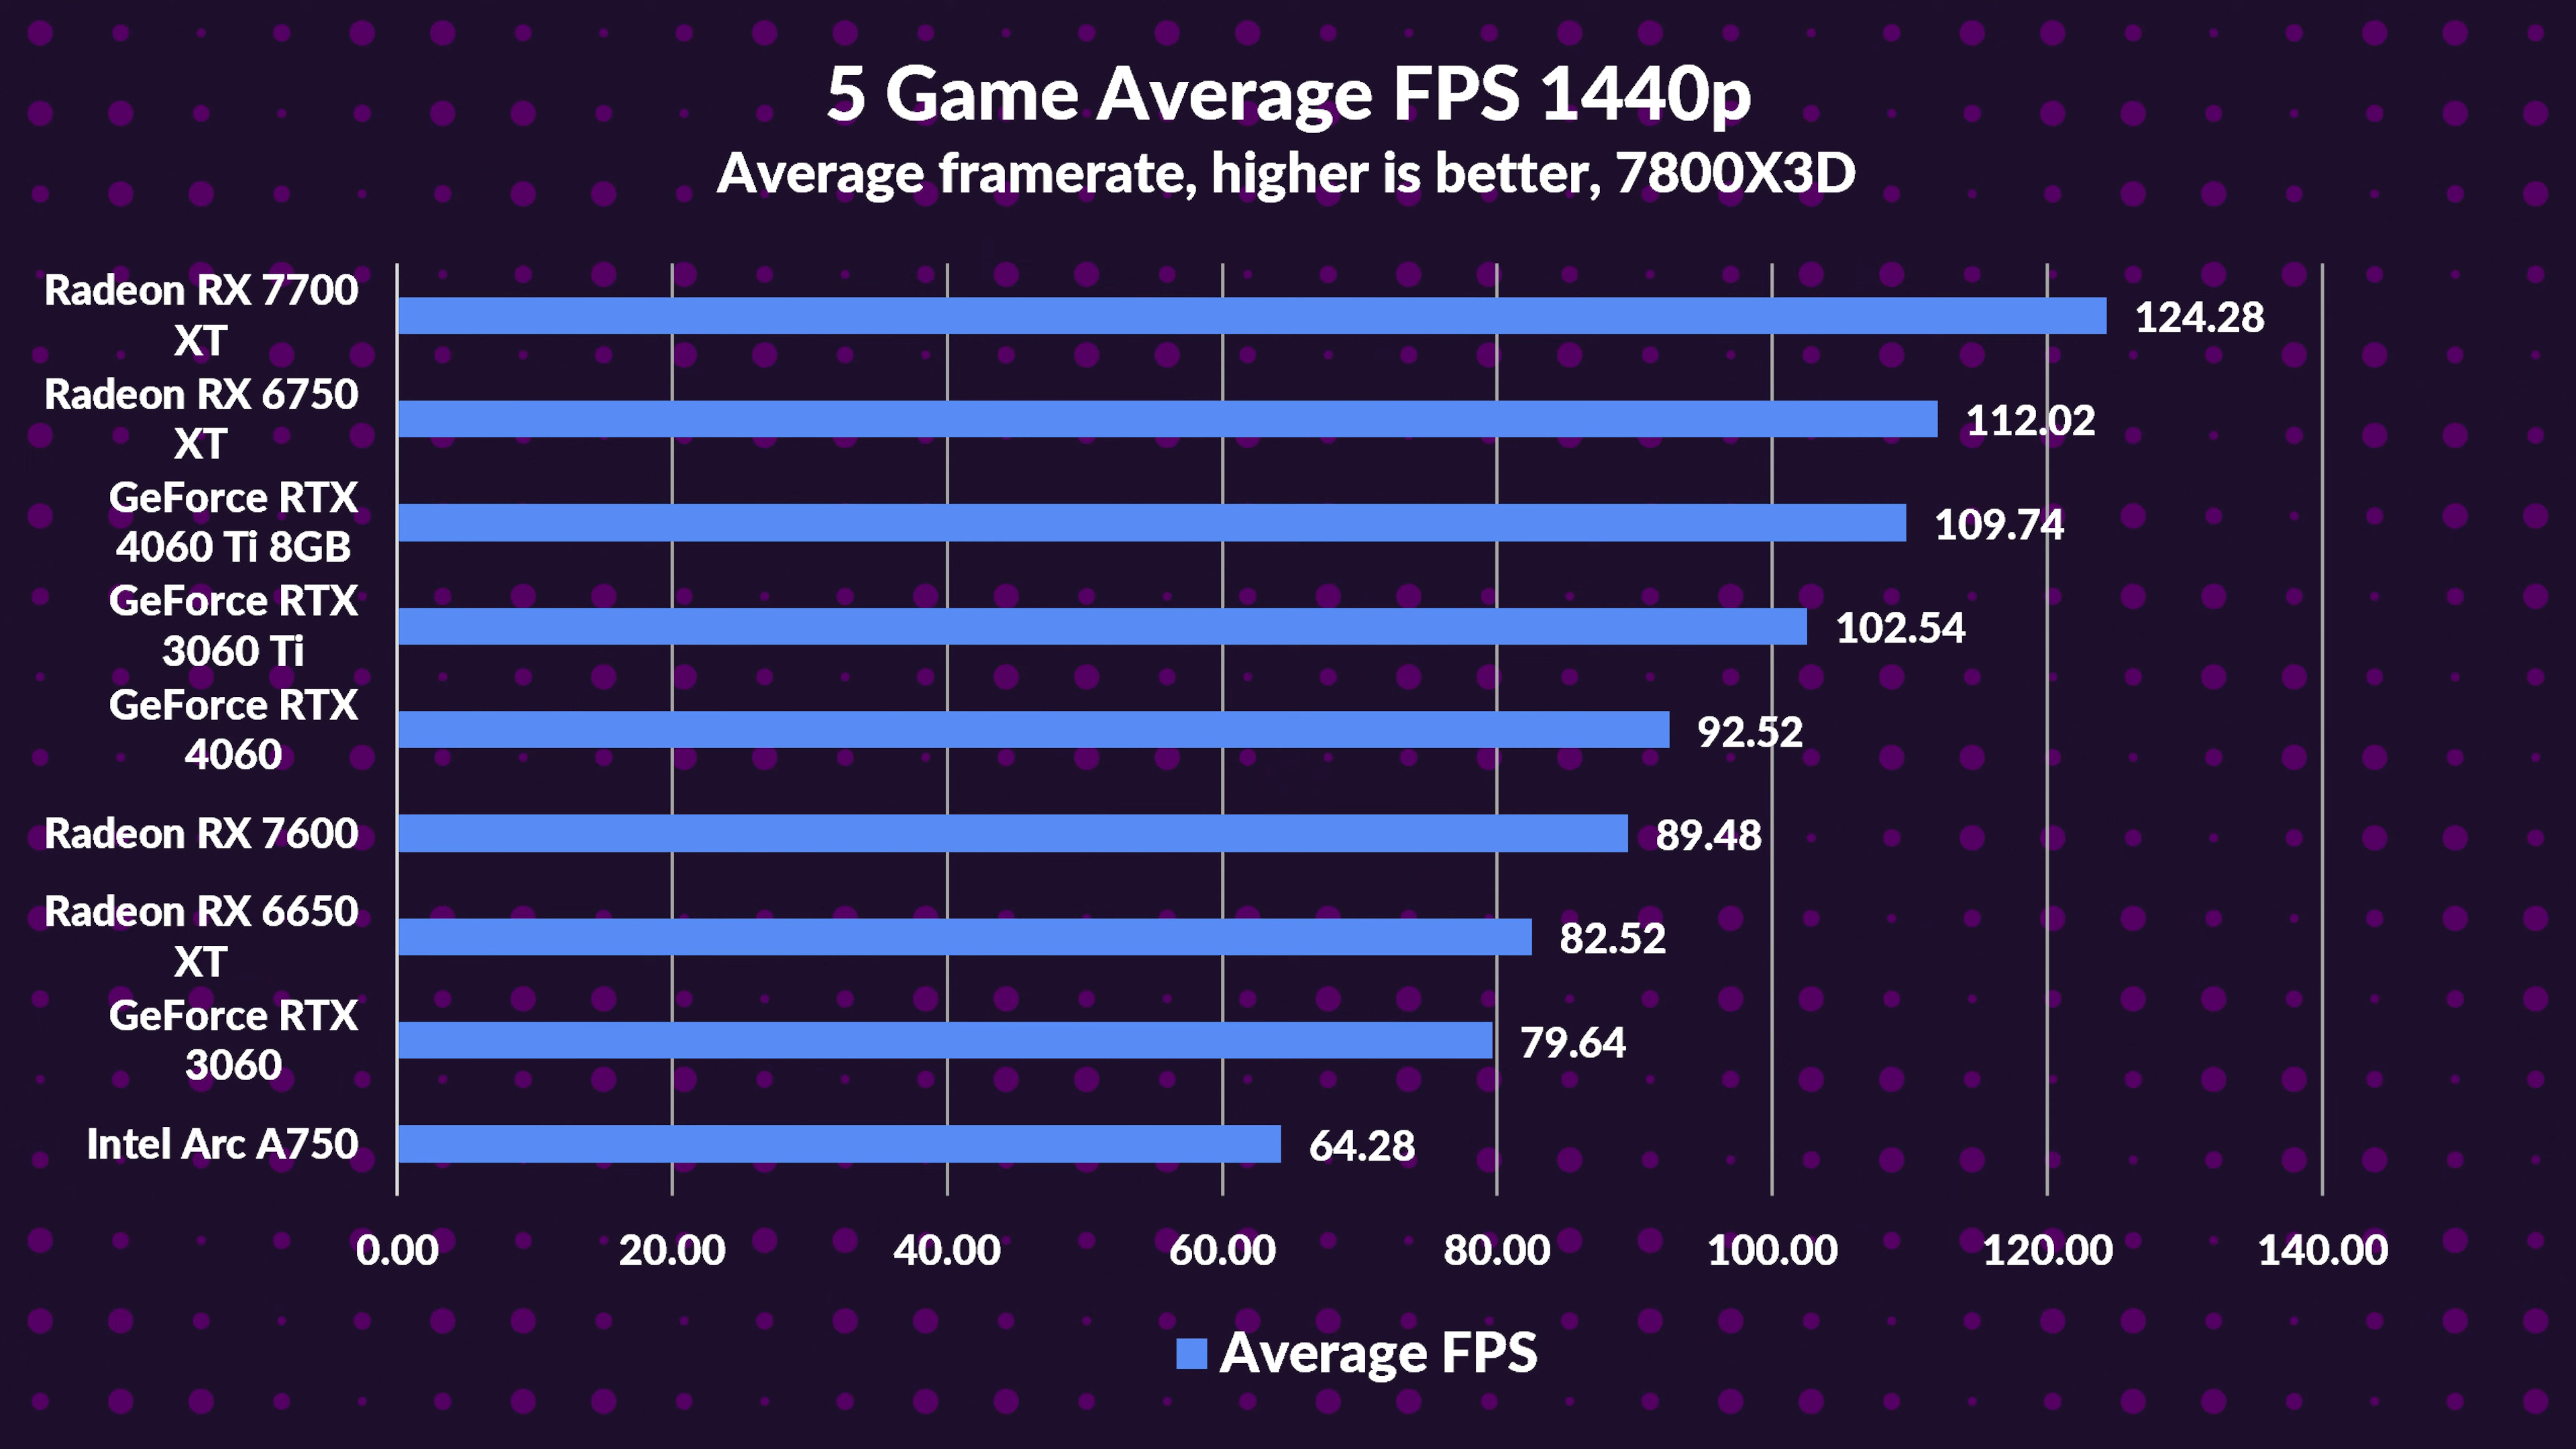 5 Game Average FPS 1440p
Average framerate, higher is better, 7800X3D
Radeon RX 7700
XT
124.28
Radeon RX 6750
XT
112.02
GeForce RTX
4060 Ti 8GB
109.74
GeForce RTX
3060 Ti
102.54
GeForce RTX
4060
92.52
Radeon RX 7600
89.48
Radeon RX 6650
XT
82.52
GeForce RTX
3060
79.64
Intel Arc A750
64.28
0.00 20.00 40.00 60.00 80.00 100.00 120.00 140.00
Average FPS